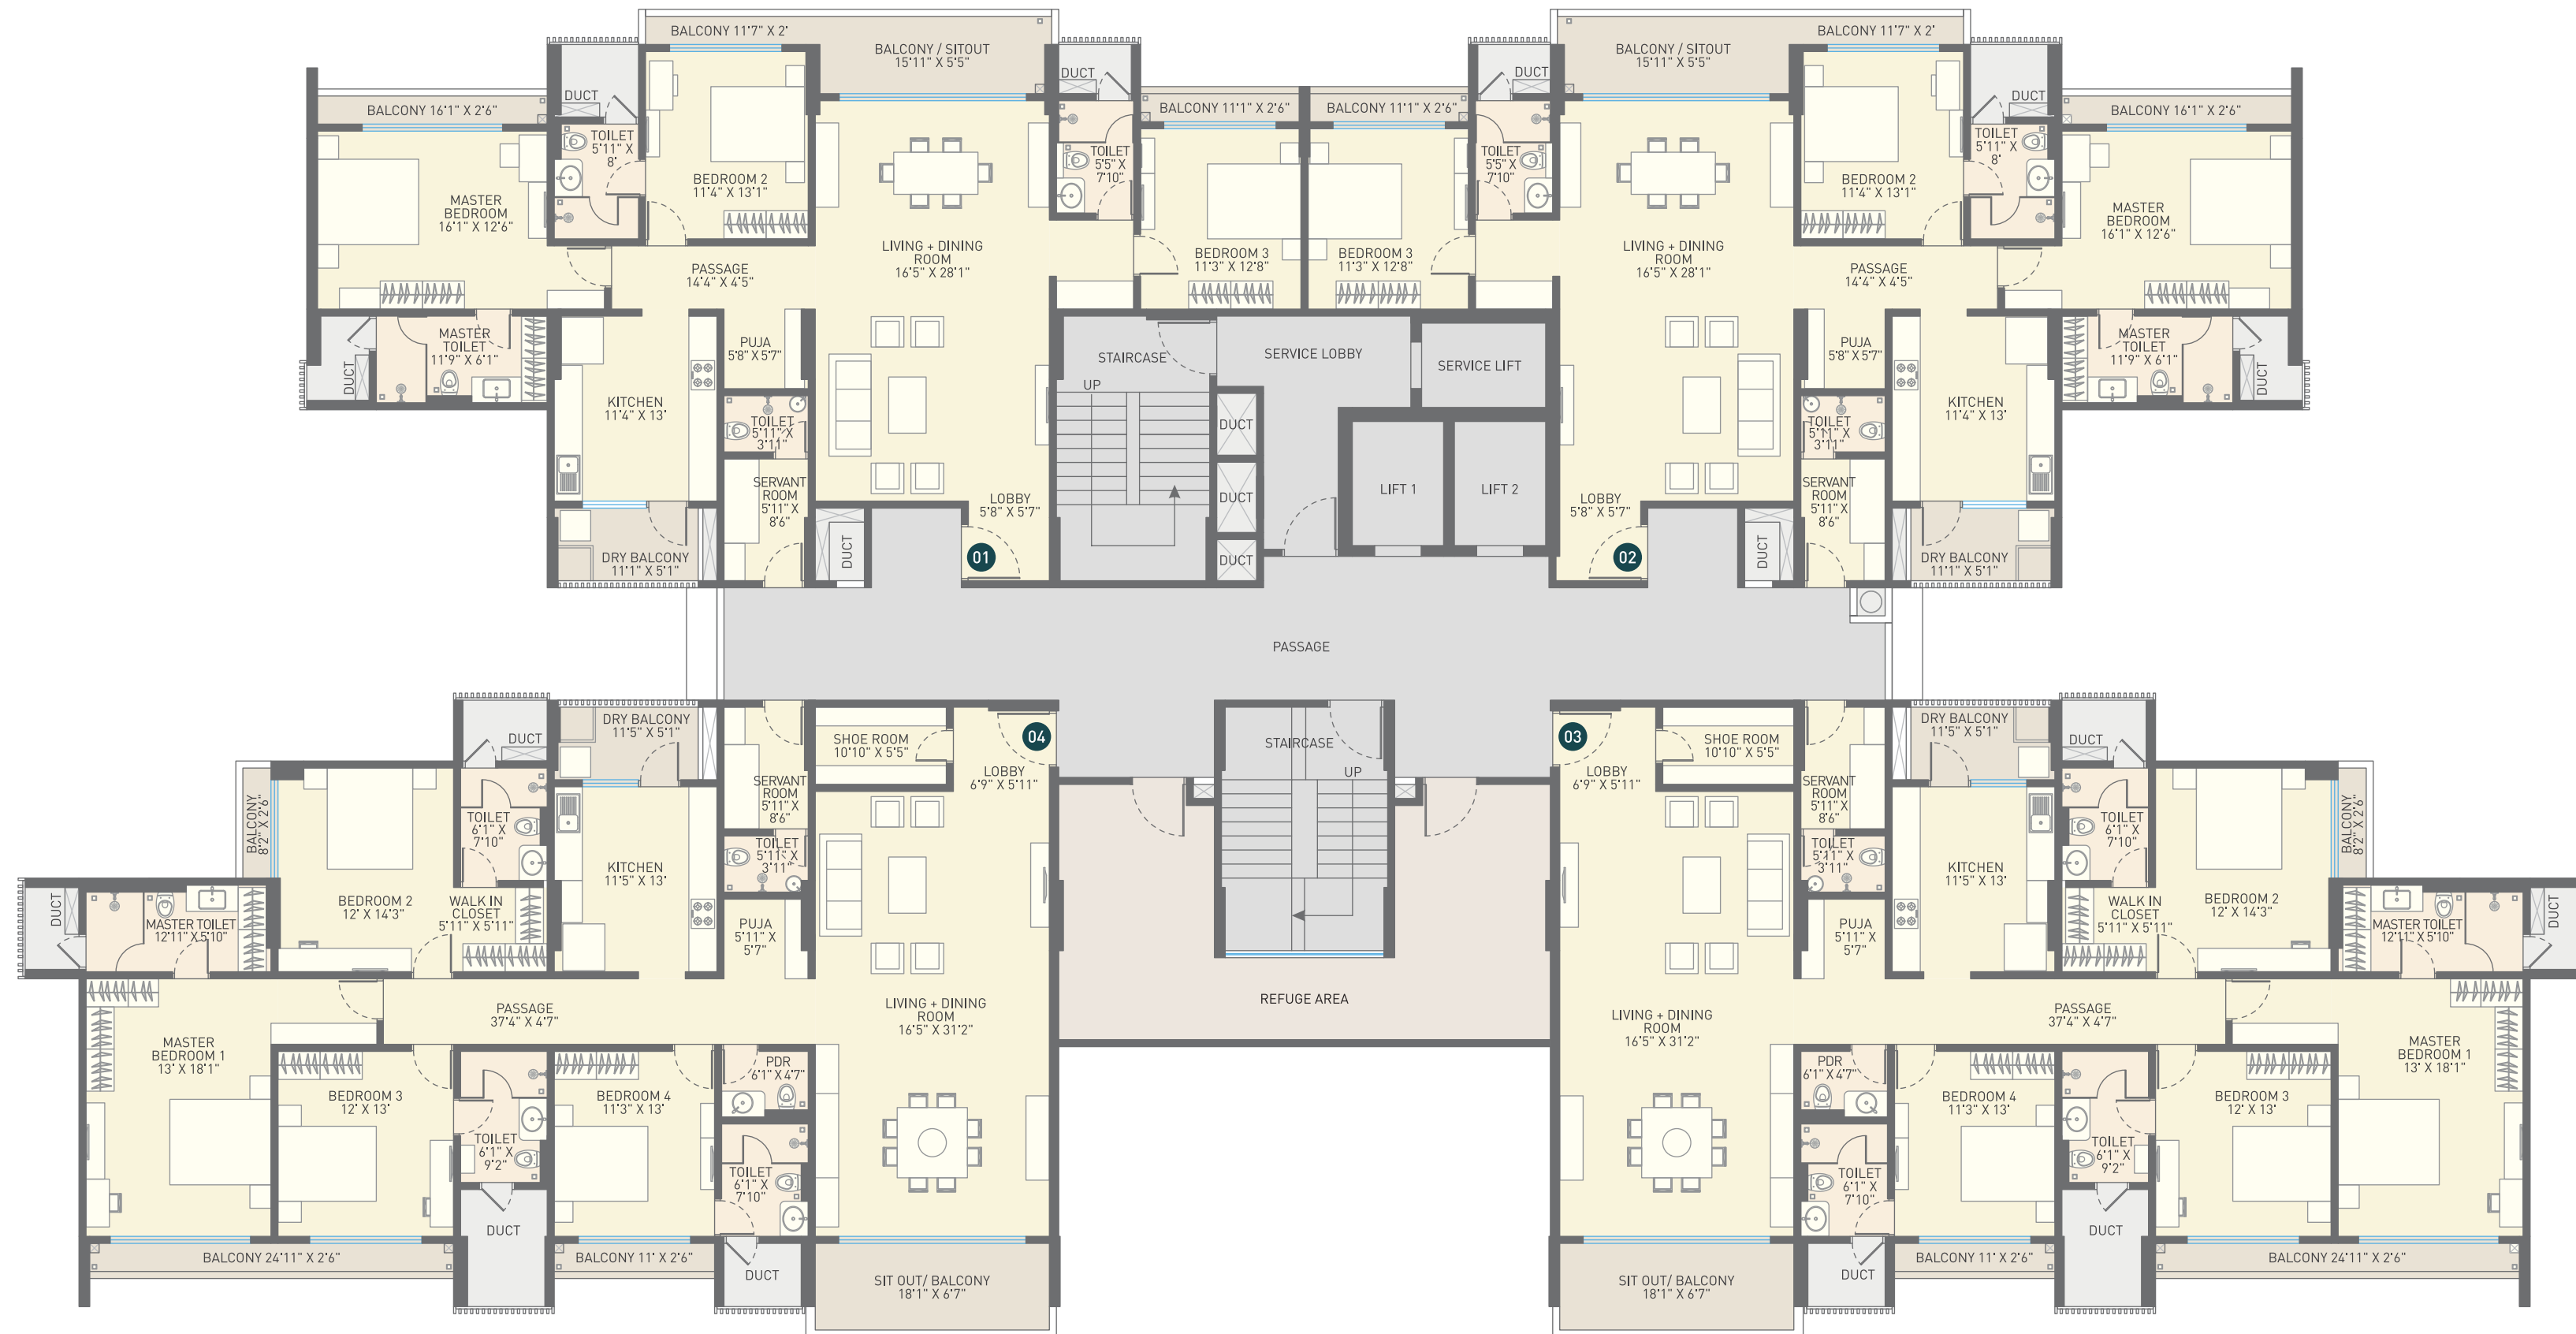 BALCONY 11'7" X 2'
BALCONY / SITOUT
15'11" X 5'5"
DUCT
DUCT
BALCONY 16'1" X 2'6"
TOILET
5'11" X
8'
BEDROOM 2
11'4" X 13'1"
MASTER
BEDROOM
16'1" X 12'6"
TOILET
5'5" X
7'10"
BALCONY 11'1" X 2'6"
BEDROOM 3
11'3" X 12'8"
LIVING + DINING
ROOM
16'5" X 28'1"
PASSAGE
14'4" X 4'5"
MASTER
TOILET
11'9" X 6'1"
DUCT
PUJA
5'8" X 5'7"
KITCHEN
11'4" X 13'
TOILET
5'11" X
3'11"
SERVANT
ROOM
5'11" X
8'6"
LOBBY
5'8" X 5'7"
DRY BALCONY
11'1" X 5'1"
DUCT
01
STAIRCASE
UP
SERVICE LOBBY
SERVICE LIFT
DUCT
DUCT
DUCT
LIFT 1
LIFT 2
BALCONY / SITOUT
15'11" X 5'5"
BALCONY 11'7" X 2'
DUCT
DUCT
BALCONY 11'1" X 2'6"
BEDROOM 3
11'3" X 12'8"
TOILET
5'5" X
7'10"
BEDROOM 2
11'4" X 13'1"
TOILET
5'11" X
8'
BALCONY 16'1" X 2'6"
MASTER
BEDROOM
16'1" X 12'6"
LIVING + DINING
ROOM
16'5" X 28'1"
PASSAGE
14'4" X 4'5"
MASTER
TOILET
11'9" X 6'1"
DUCT
PUJA
5'8" X 5'7"
KITCHEN
11'4" X 13'
TOILET
5'11" X
3'11"
SERVANT
ROOM
5'11" X
8'6"
LOBBY
5'8" X 5'7"
02
DUCT
DRY BALCONY
11'1" X 5'1"
PASSAGE
DRY BALCONY
11'5" X 5'1"
DUCT
SHOE ROOM
10'10" X 5'5"
04
LOBBY
6'9" X 5'11"
SERVANT
ROOM
5'11" X
8'6"
BALCONY
8'2" X 2'6"
TOILET
6'1" X
7'10"
TOILET
5'11" X
3'11"
KITCHEN
11'5" X 13'
BEDROOM 2
12' X 14'3"
WALK IN
CLOSET
5'11" X 5'11"
DUCT
MASTER TOILET
12'11" X 5'10"
PUJA
5'11" X
5'7"
PASSAGE
37'4" X 4'7"
LIVING + DINING
ROOM
16'5" X 31'2"
MASTER
BEDROOM 1
13' X 18'1"
BEDROOM 3
12' X 13'
TOILET
6'1" X
9'2"
BEDROOM 4
11'3" X 13'
PDR
6'1" X 4'7"
TOILET
6'1" X
7'10"
DUCT
BALCONY 24'11" X 2'6"
BALCONY 11' X 2'6"
DUCT
SIT OUT/ BALCONY
18'1" X 6'7"
STAIRCASE
UP
REFUGE AREA
03
SHOE ROOM
10'10" X 5'5"
LOBBY
6'9" X 5'11"
DRY BALCONY
11'5" X 5'1"
DUCT
SERVANT
ROOM
5'11" X
8'6"
TOILET
6'1" X
7'10"
BALCONY
8'2" X 2'6"
TOILET
5'11" X
3'11"
KITCHEN
11'5" X 13'
WALK IN
CLOSET
5'11" X 5'11"
BEDROOM 2
12' X 14'3"
MASTER TOILET
12'11" X 5'10"
DUCT
PUJA
5'11" X
5'7"
LIVING + DINING
ROOM
16'5" X 31'2"
PASSAGE
37'4" X 4'7"
MASTER
BEDROOM 1
13' X 18'1"
PDR
6'1" X 4'7"
BEDROOM 4
11'3" X 13'
TOILET
6'1" X
9'2"
BEDROOM 3
12' X 13'
TOILET
6'1" X
7'10"
DUCT
SIT OUT/ BALCONY
18'1" X 6'7"
DUCT
BALCONY 11' X 2'6"
BALCONY 24'11" X 2'6"